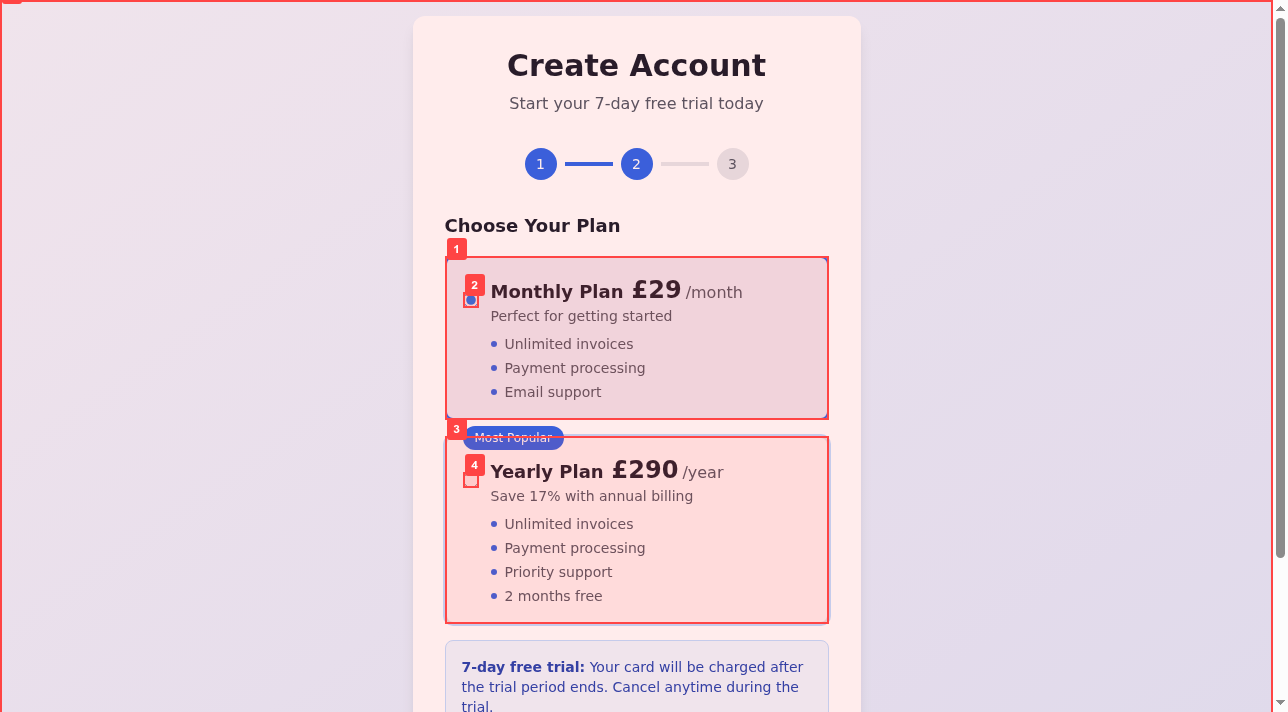 Create Account
Start your 7-day free trial today
1 2 3
Choose Your Plan
1
2
Monthly Plan £29 /month
Perfect for getting started
Unlimited invoices
Payment processing
Email support
3
Most Popular
4
Yearly Plan £290 /year
Save 17% with annual billing
Unlimited invoices
Payment processing
Priority support
2 months free
7-day free trial: Your card will be charged after
the trial period ends. Cancel anytime during the
trial.